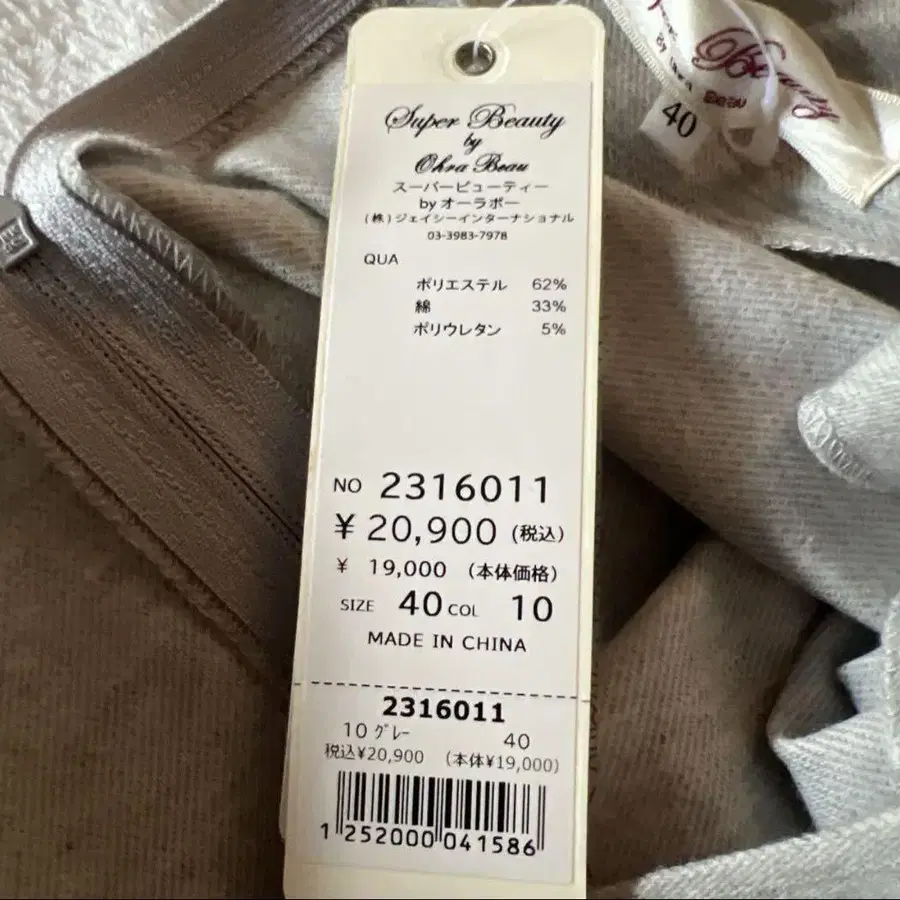 Super Beauty
by
Ohra Beau
スーパービューティー
by オーラボー
(株)ジェイシーインターナショナル
03-3983-7978
QUA
ポリエステル 62%
綿 33%
ポリウレタン 5%
NO 2316011
¥ 20,900 (税込)
¥ 19,000 (本体価格)
SIZE 40 COL 10
MADE IN CHINA
2316011
10 グレー 40
税込¥20,900 (本体¥19,000)
1 252000 041586
Beauty
Beau
40